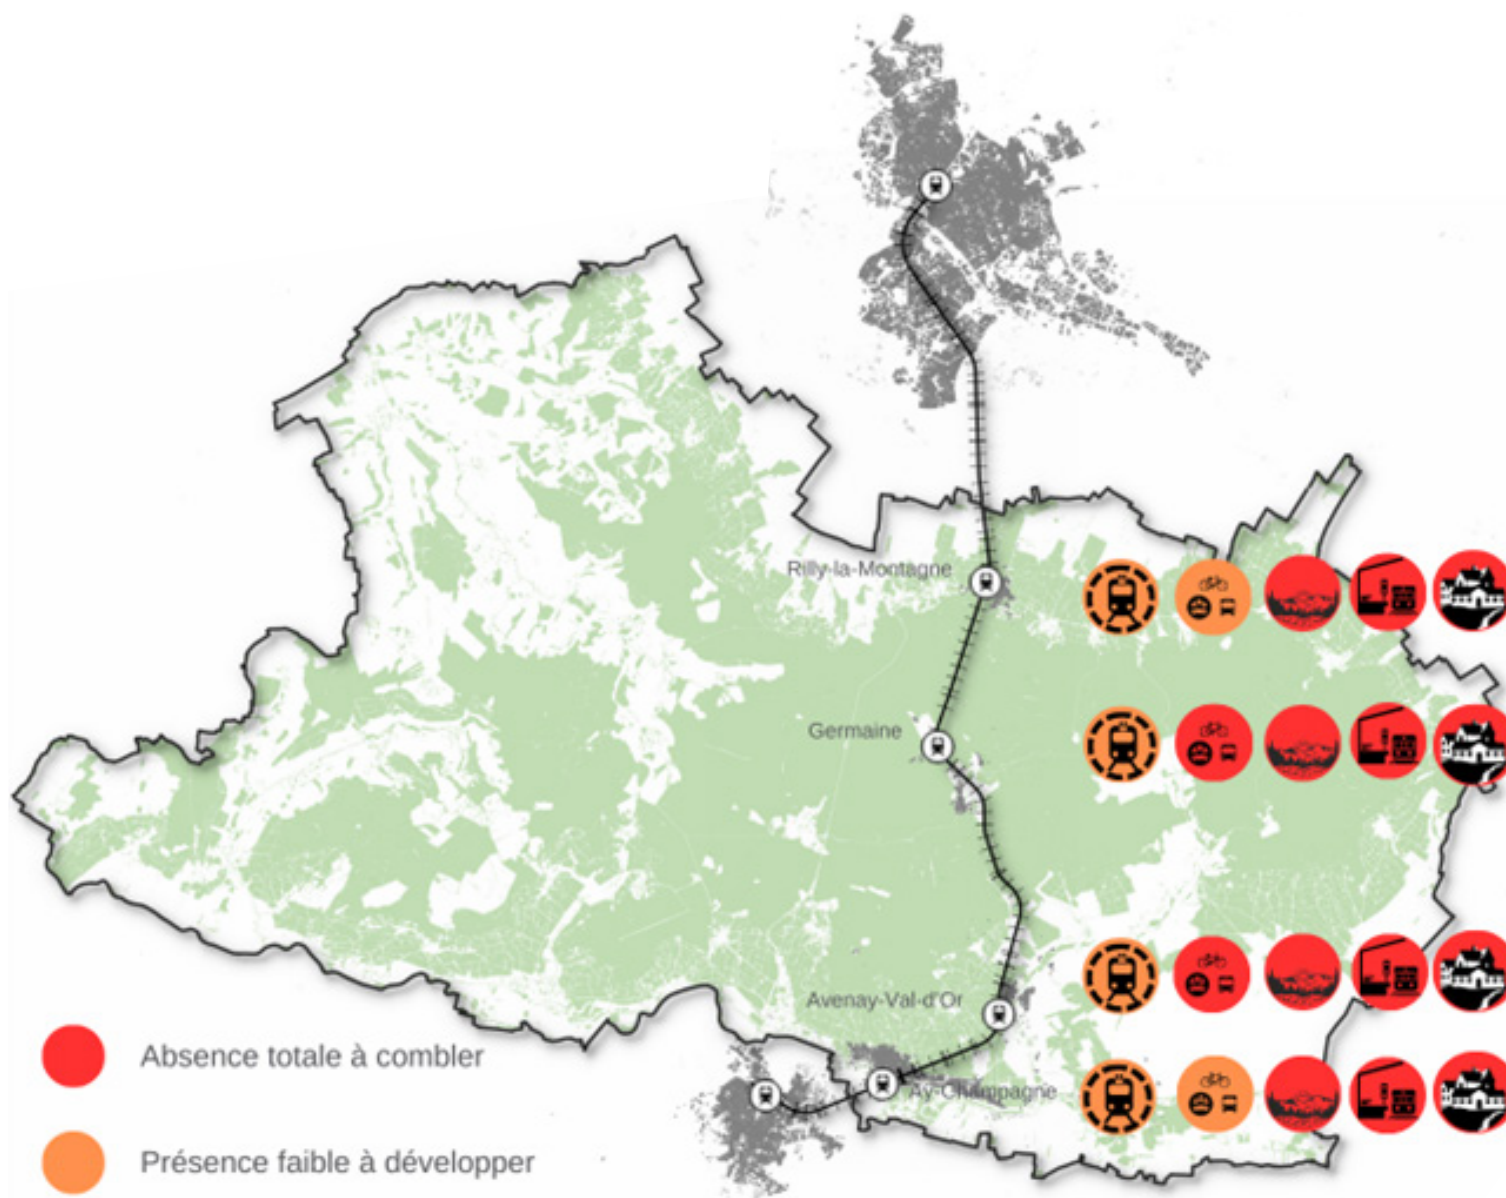 Rilly-la-Montagne
Germaine
Avenay-Val-d'Or
Ay-Champagne
Absence totale à combler
Présence faible à développer